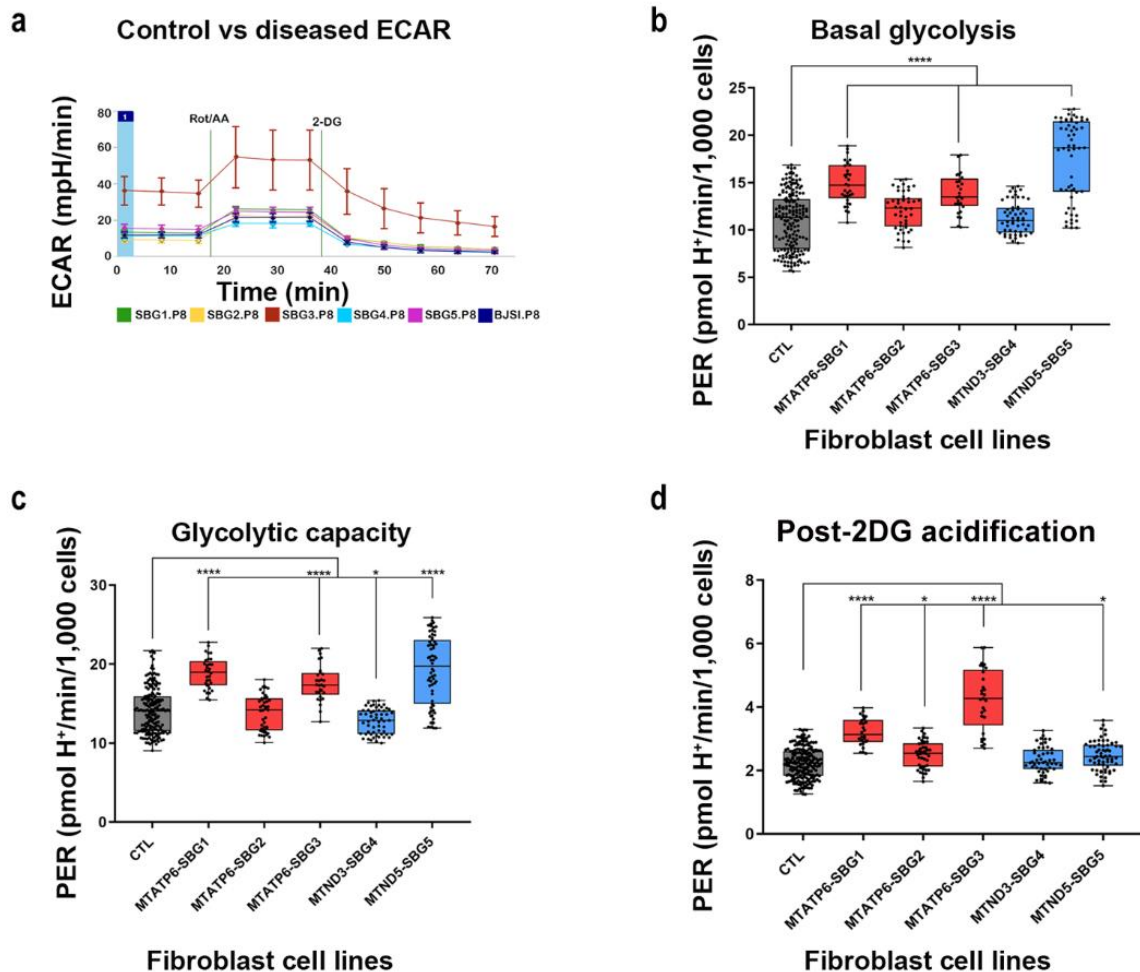 a
Control vs diseased ECAR
ECAR (mpH/min)
80
60
40
20
0
1
Rot/AA
2-DG
0 10 20 30 40 50 60 70
Time (min)
SBG1.P8 SBG2.P8 SBG3.P8 SBG4.P8 SBG5.P8 BJSI.P8
b
Basal glycolysis
PER (pmol H⁺/min/1,000 cells)
25
20
15
10
5
0
****
CTL
MTATP6-SBG1
MTATP6-SBG2
MTATP6-SBG3
MTND3-SBG4
MTND5-SBG5
Fibroblast cell lines
c
Glycolytic capacity
PER (pmol H⁺/min/1,000 cells)
30
20
10
0
**** **** * ****
CTL
MTATP6-SBG1
MTATP6-SBG2
MTATP6-SBG3
MTND3-SBG4
MTND5-SBG5
Fibroblast cell lines
d
Post-2DG acidification
PER (pmol H⁺/min/1,000 cells)
8
6
4
2
0
**** * **** *
CTL
MTATP6-SBG1
MTATP6-SBG2
MTATP6-SBG3
MTND3-SBG4
MTND5-SBG5
Fibroblast cell lines